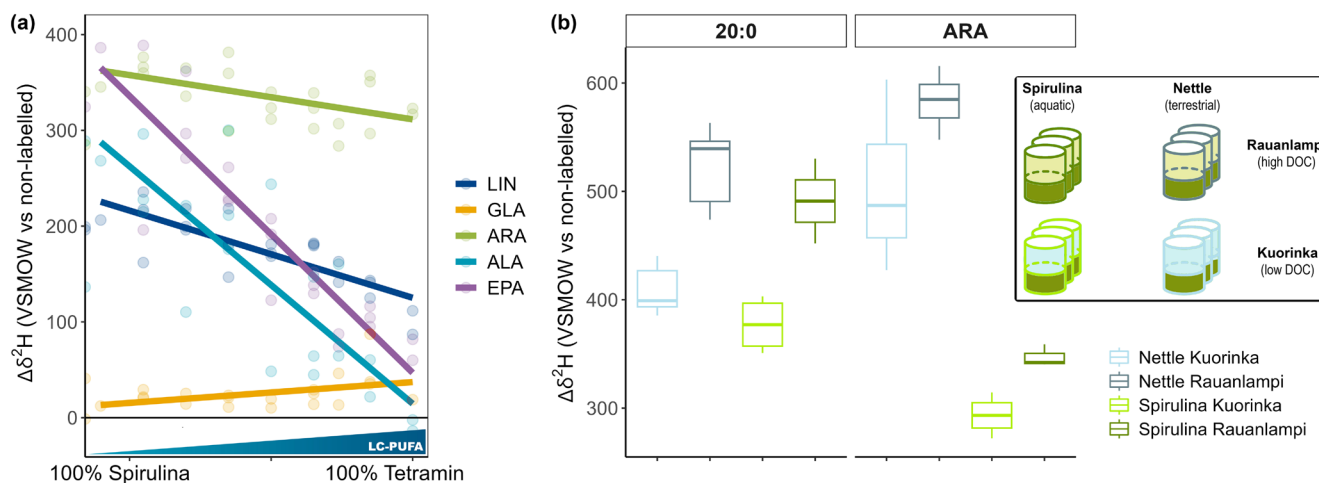 (a)
400
300
200
100
0
Δδ²H (VSMOW vs non-labelled)
LC-PUFA
100% Spirulina
100% Tetramin
LIN
GLA
ARA
ALA
EPA
(b)
20:0
ARA
600
500
400
300
Δδ²H (VSMOW vs non-labelled)
Spirulina
(aquatic)
Nettle
(terrestrial)
Rauanlamp
(high DOC)
Kuorinka
(low DOC)
Nettle Kuorinka
Nettle Rauanlampi
Spirulina Kuorinka
Spirulina Rauanlampi